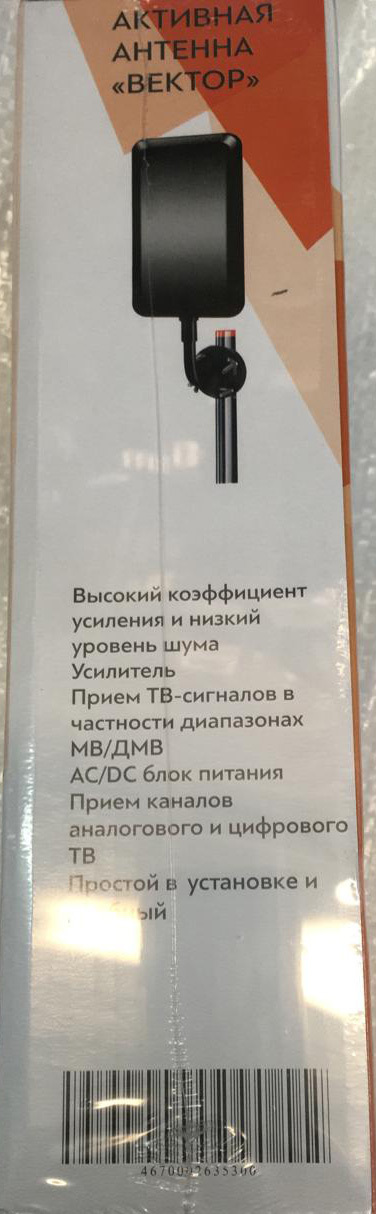 АКТИВНАЯ
АНТЕННА
«ВЕКТОР»
Высокий коэффициент
усиления и низкий
уровень шума
Усилитель
Прием ТВ-сигналов в
частности диапазонах
МВ/ДМВ
AC/DC блок питания
Прием каналов
аналогового и цифрового
ТВ
Простой в установке и